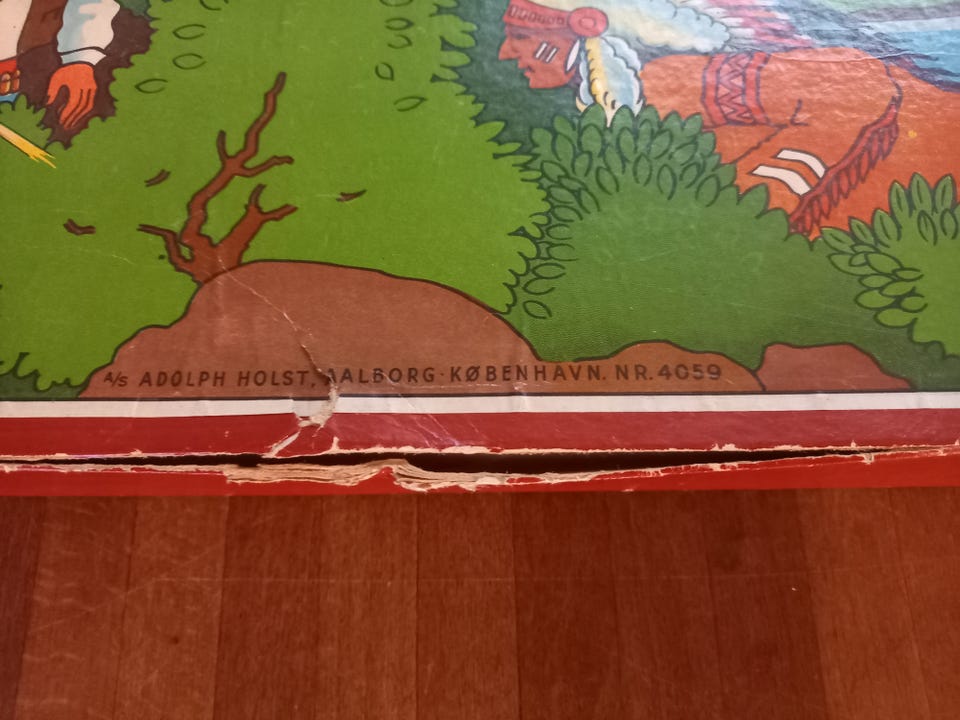 A/S ADOLPH HOLST, AALBORG·KØBENHAVN. NR.4059